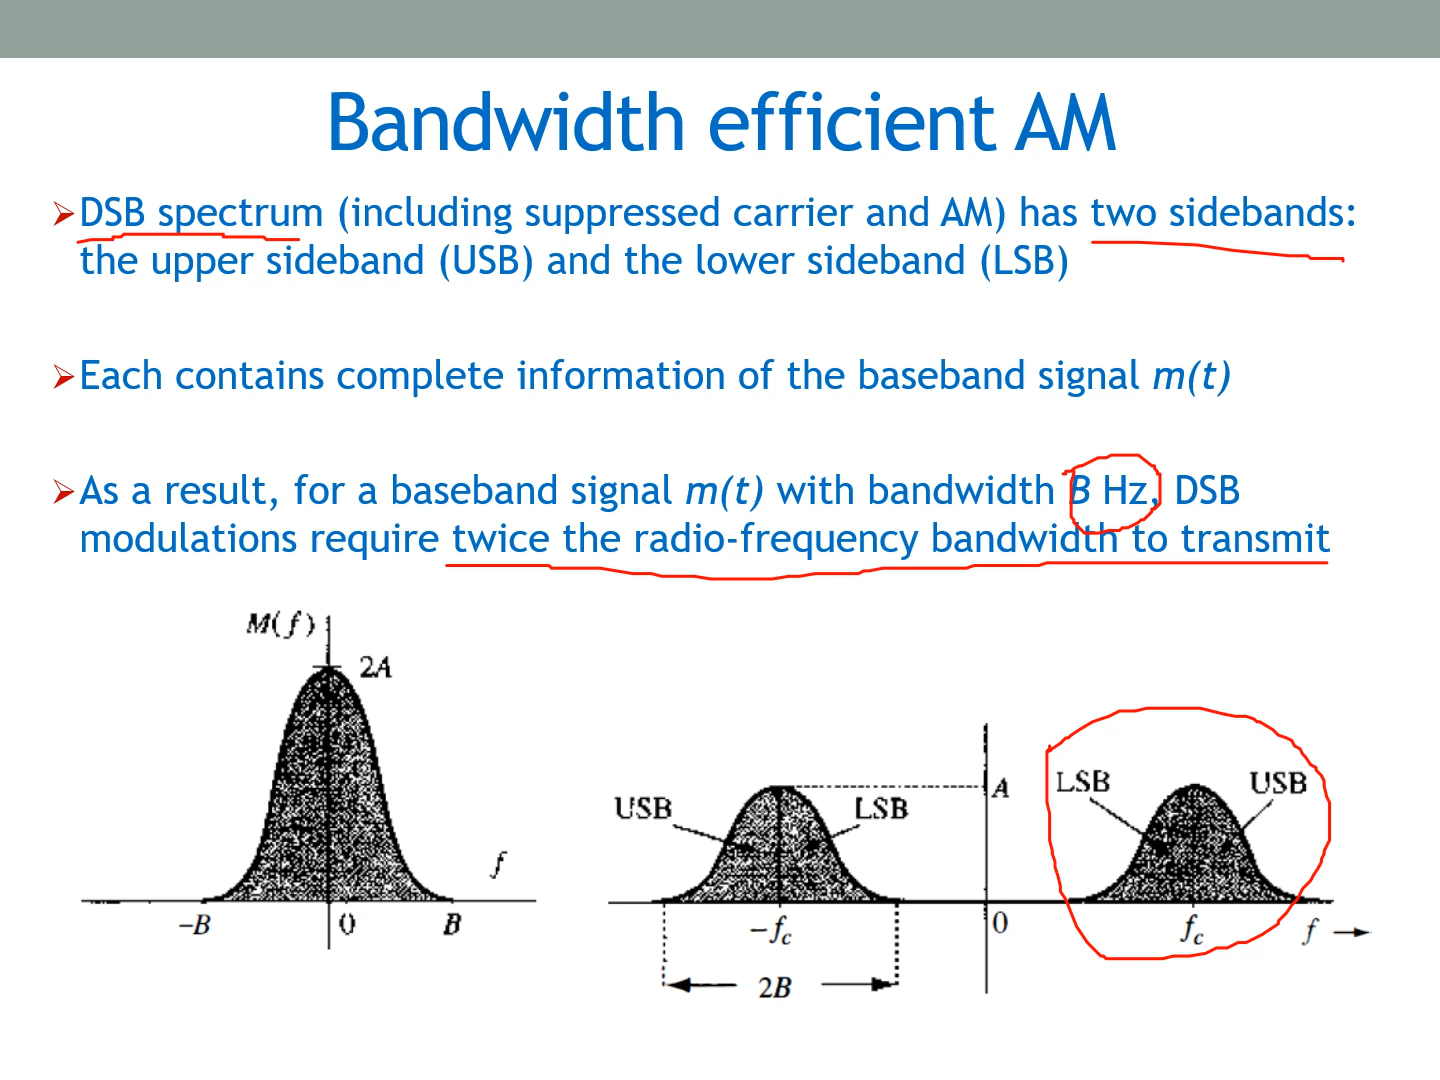 Bandwidth efficient AM
➢DSB spectrum (including suppressed carrier and AM) has two sidebands:
the upper sideband (USB) and the lower sideband (LSB)
➢Each contains complete information of the baseband signal m(t)
➢As a result, for a baseband signal m(t) with bandwidth B Hz, DSB
modulations require twice the radio-frequency bandwidth to transmit
M(f)
2A
f
−B
0
B
USB
LSB
A
LSB
USB
−fc
0
fc
f
2B